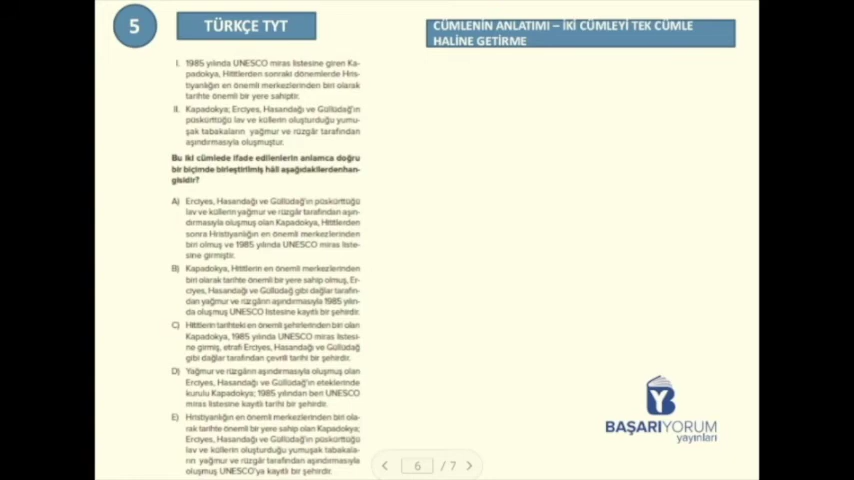 5
TÜRKÇE TYT
CÜMLENİN ANLATIMI – İKİ CÜMLEYİ TEK CÜMLE
HALİNE GETİRME
I. 1985 yılında UNESCO miras listesine giren Ka-
padokya, Hititlerden sonraki dönemlerde Hris-
tiyanlığın en önemli merkezlerinden biri olarak
tarihte önemli bir yere sahiptir.
II. Kapadokya; Erciyes, Hasandağı ve Güllüdağ'ın
püskürttüğü lav ve küllerin oluşturduğu yumu-
şak tabakaların yağmur ve rüzgâr tarafından
aşındırmasıyla oluşmuştur.
Bu iki cümlede ifade edilenlerin anlamca doğru
bir biçimde birleştirilmiş hâli aşağıdakilerdenhan-
gisidir?
A) Erciyes, Hasandağı ve Güllüdağ'ın püskürttüğü
lav ve küllerin yağmur ve rüzgâr tarafından aşın-
dırmasıyla oluşmuş olan Kapadokya, Hititlerden
sonra Hristiyanlığın en önemli merkezlerinden
biri olmuş ve 1985 yılında UNESCO miras liste-
sine girmiştir.
B) Kapadokya, Hititlerin en önemli merkezlerinden
biri olarak tarihte önemli bir yere sahip olmuş, Er-
ciyes, Hasandağı ve Güllüdağ gibi dağlar tarafın-
dan yağmur ve rüzgârın aşındırmasıyla 1985 yılın-
da oluşmuş UNESCO listesine kayıtlı bir şehirdir.
C) Hititlerin tarihteki en önemli şehirlerinden biri olan
Kapadokya, 1985 yılında UNESCO miras listesi-
ne girmiş, etrafı Erciyes, Hasandağı ve Güllüdağ
gibi dağlar tarafından çevrili tarihi bir şehirdir.
D) Yağmur ve rüzgârın aşındırmasıyla oluşmuş olan
Erciyes, Hasandağı ve Güllüdağ'ın eteklerinde
kurulu Kapadokya; 1985 yılından beri UNESCO
miras listesine kayıtlı tarihi bir şehirdir.
E) Hristiyanlığın en önemli merkezlerinden biri ola-
rak tarihte önemli bir yere sahip olan Kapadokya;
Erciyes, Hasandağı ve Güllüdağ'ın püskürttüğü
lav ve küllerin oluşturduğu yumuşak tabakala-
rın yağmur ve rüzgâr tarafından aşındırmasıyla
oluşmuş UNESCO'ya kayıtlı bir şehirdir.
BAŞARIYORUM
yayınları
6 / 7